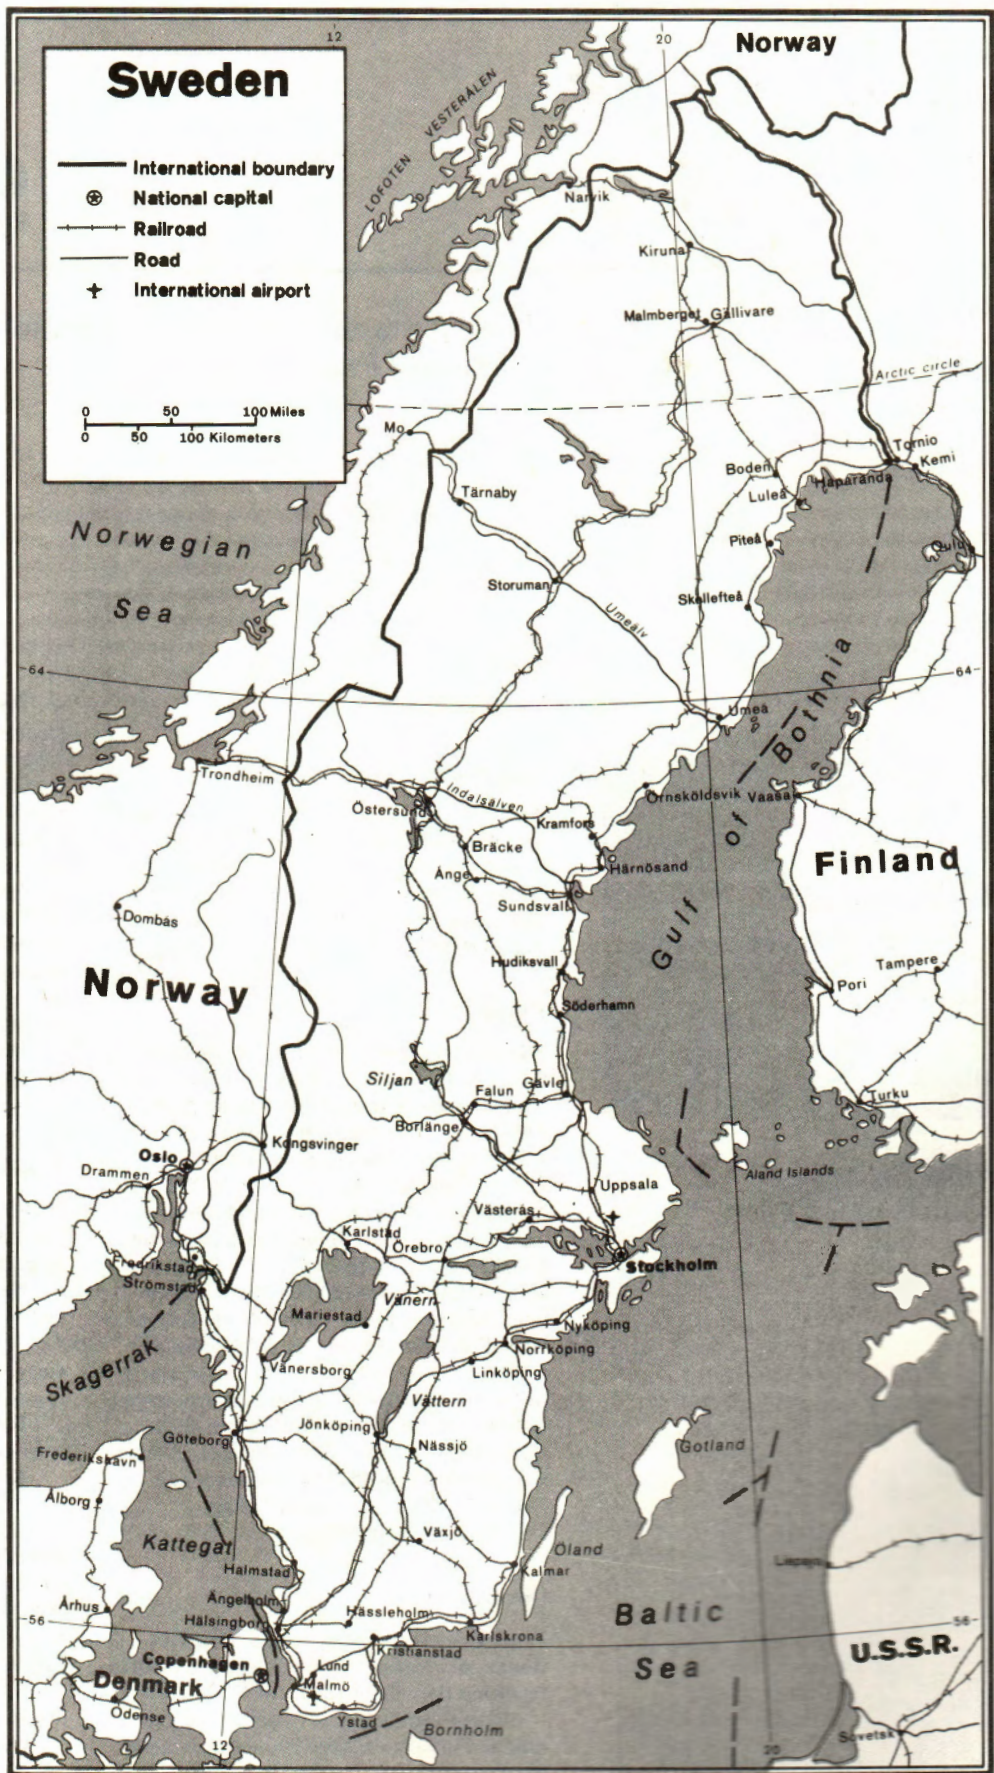 12
20
Norway
Sweden
International boundary
National capital
Railroad
Road
International airport
0 50 100 Miles
0 50 100 Kilometers
VESTERÅLEN
LOFOTEN
Narvik
Kiruna
Malmberget
Gällivare
Arctic circle
Mo
Tornio
Kemi
Boden
Haparanda
Luleå
Tärnaby
Norwegian
Sea
Piteå
Oulu
Storuman
Skellefteå
Umeälv
64
64
Umeå
Gulf of Bothnia
Trondheim
Östersund
Indalsälven
Örnsköldsvik
Vaasa
Kramfors
Bräcke
Härnösand
Finland
Ånge
Sundsvall
Dombås
Hudiksvall
Tampere
Norway
Pori
Söderhamn
Siljan
Falun
Gävle
Turku
Borlänge
Kongsvinger
Oslo
Drammen
Aland Islands
Uppsala
Västerås
Karlstad
Örebro
Fredrikstad
Stockholm
Strömstad
Vänern
Mariestad
Nyköping
Norrköping
Skagerrak
Vänersborg
Linköping
Vättern
Jönköping
Göteborg
Nässjö
Gotland
Frederikshavn
Ålborg
Kattegat
Växjö
Öland
Halmstad
Kalmar
Liepaja
Ängelholm
Århus
Hälsingborg
Hässleholm
Baltic
Sea
56
56
Karlskrona
Kristianstad
U.S.S.R.
Copenhagen
Lund
Denmark
Malmö
Odense
Ystad
Bornholm
Sovetsk
12
20